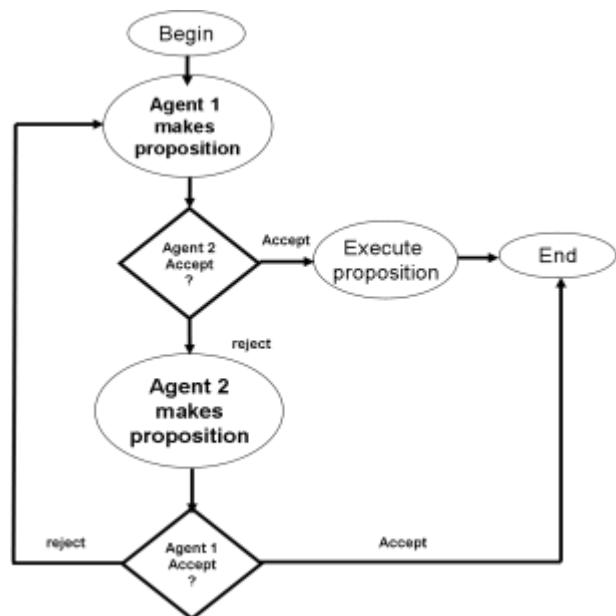 Begin
Agent 1
makes
proposition
Agent 2
Accept
?
Accept
Execute
proposition
End
reject
Agent 2
makes
proposition
reject
Agent 1
Accept
?
Accept